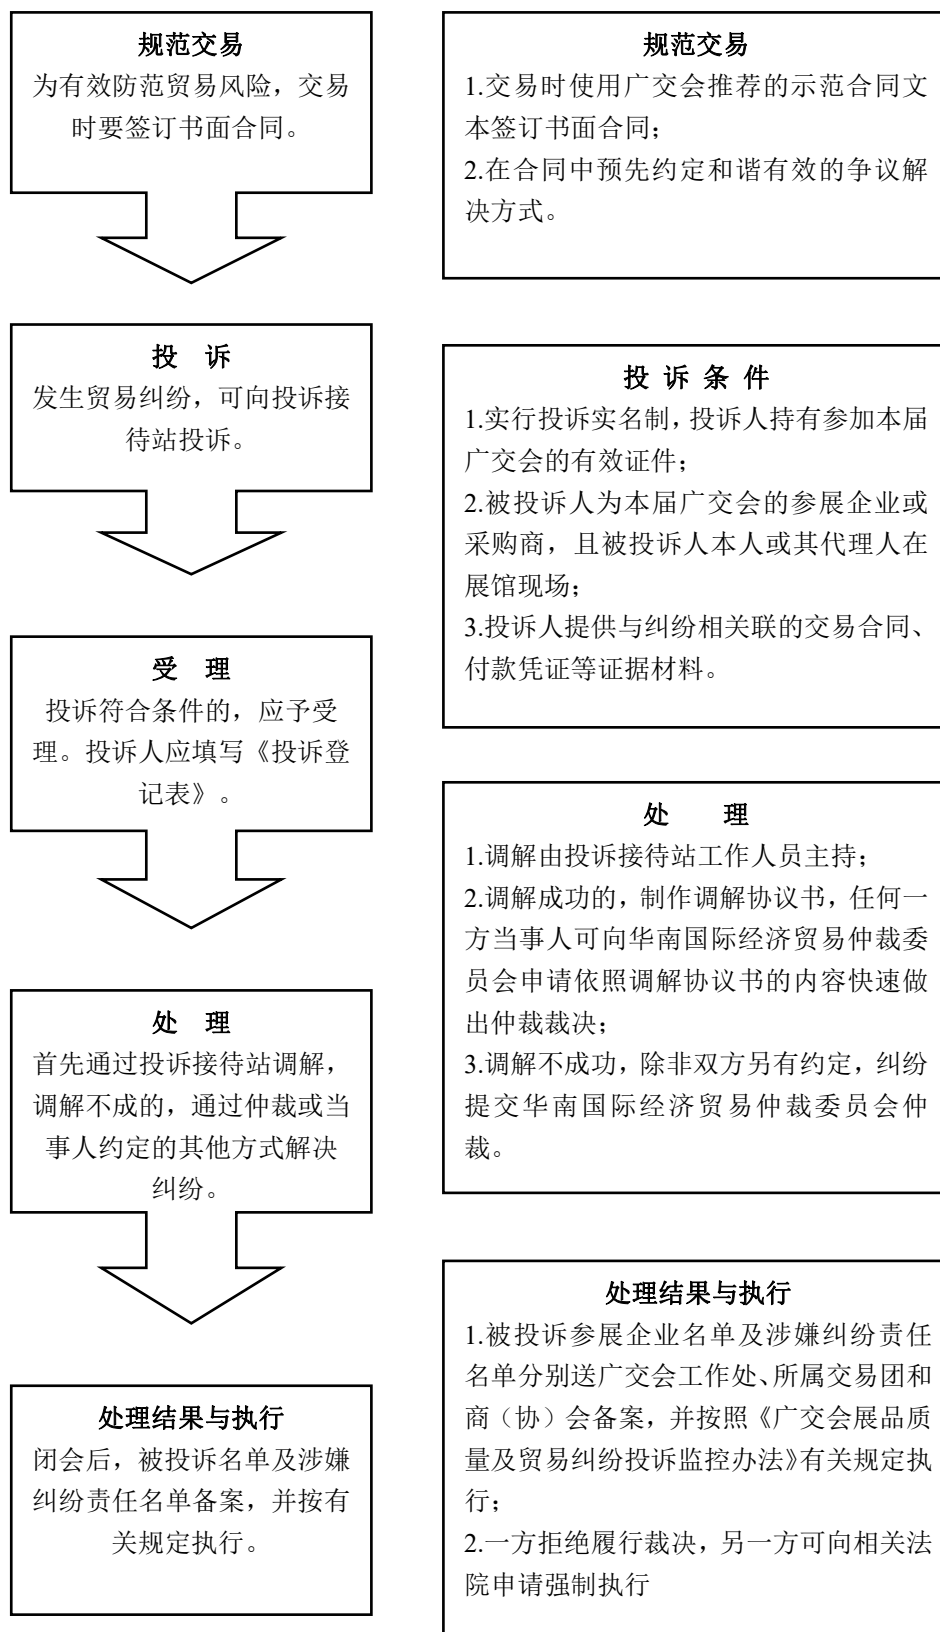 规范交易
为有效防范贸易风险，交易
时要签订书面合同。
投 诉
发生贸易纠纷，可向投诉接
待站投诉。
受 理
投诉符合条件的，应予受
理。投诉人应填写《投诉登
记表》。
处 理
首先通过投诉接待站调解，
调解不成的，通过仲裁或当
事人约定的其他方式解决
纠纷。
处理结果与执行
闭会后，被投诉名单及涉嫌
纠纷责任名单备案，并按有
关规定执行。
规范交易
1.交易时使用广交会推荐的示范合同文
本签订书面合同；
2.在合同中预先约定和谐有效的争议解
决方式。
投 诉 条 件
1.实行投诉实名制，投诉人持有参加本届
广交会的有效证件；
2.被投诉人为本届广交会的参展企业或
采购商，且被投诉人本人或其代理人在
展馆现场；
3.投诉人提供与纠纷相关联的交易合同、
付款凭证等证据材料。
处 理
1.调解由投诉接待站工作人员主持；
2.调解成功的，制作调解协议书，任何一
方当事人可向华南国际经济贸易仲裁委
员会申请依照调解协议书的内容快速做
出仲裁裁决；
3.调解不成功，除非双方另有约定，纠纷
提交华南国际经济贸易仲裁委员会仲
裁。
处理结果与执行
1.被投诉参展企业名单及涉嫌纠纷责任
名单分别送广交会工作处、所属交易团和
商（协）会备案，并按照《广交会展品质
量及贸易纠纷投诉监控办法》有关规定执
行；
2.一方拒绝履行裁决，另一方可向相关法
院申请强制执行